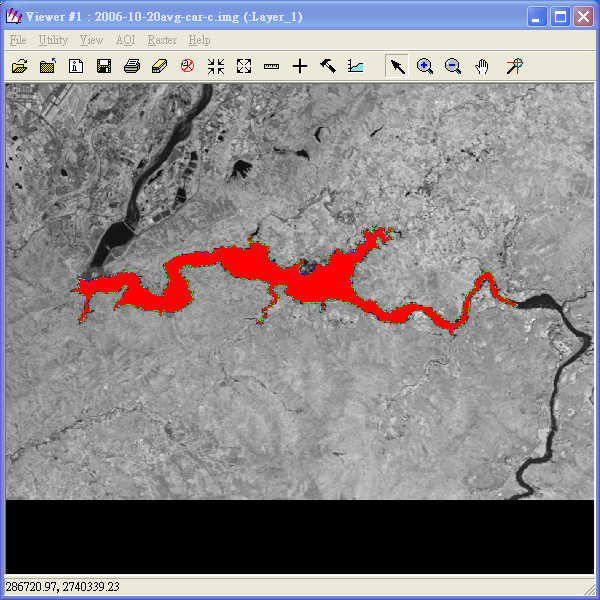 Viewer #1 : 2006-10-20avg-car-c.img (:Layer_1)
File Utility View AOI Raster Help
286720.97, 2740339.23